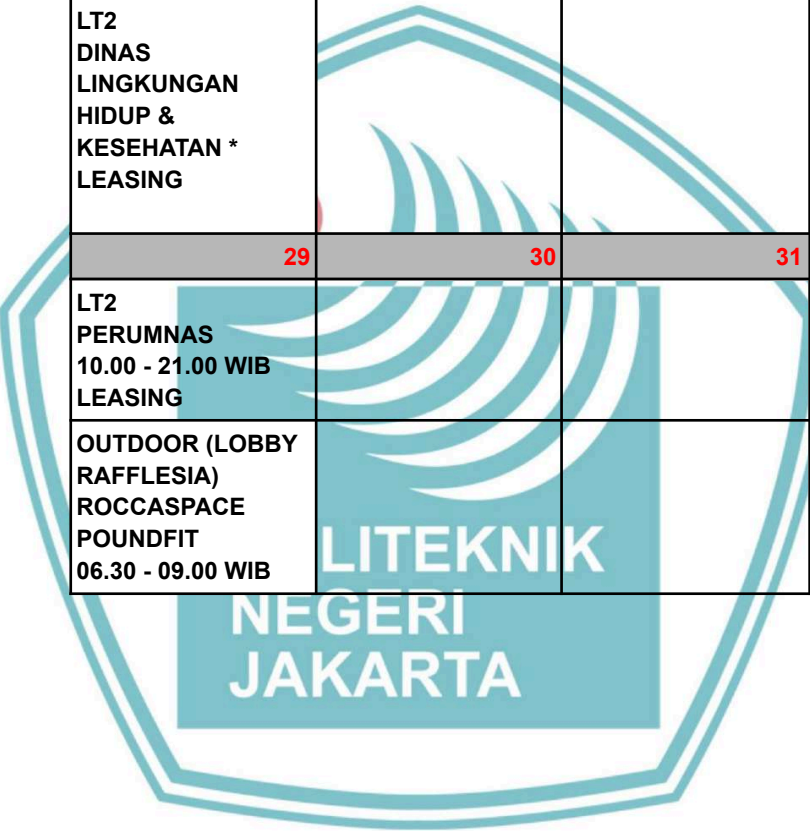 LT2
DINAS
LINGKUNGAN
HIDUP &
KESEHATAN *
LEASING
29 30 31
LT2
PERUMNAS
10.00 - 21.00 WIB
LEASING
OUTDOOR (LOBBY
RAFFLESIA)
ROCCASPACE
POUNDFIT
06.30 - 09.00 WIB
LITEKNIK
NEGERI
JAKARTA